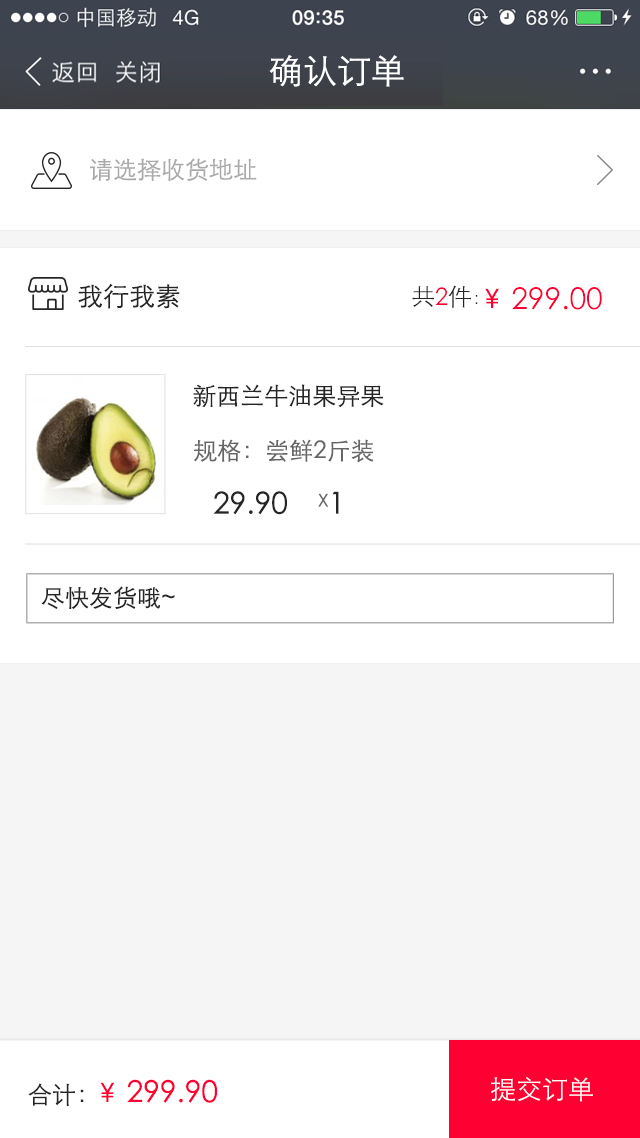 中国移动 4G 09:35 68%
返回 关闭 确认订单
请选择收货地址
我行我素 共2件:¥ 299.00
新西兰牛油果异果
规格：尝鲜2斤装
29.90 x1
尽快发货哦~
合计：¥ 299.90 提交订单